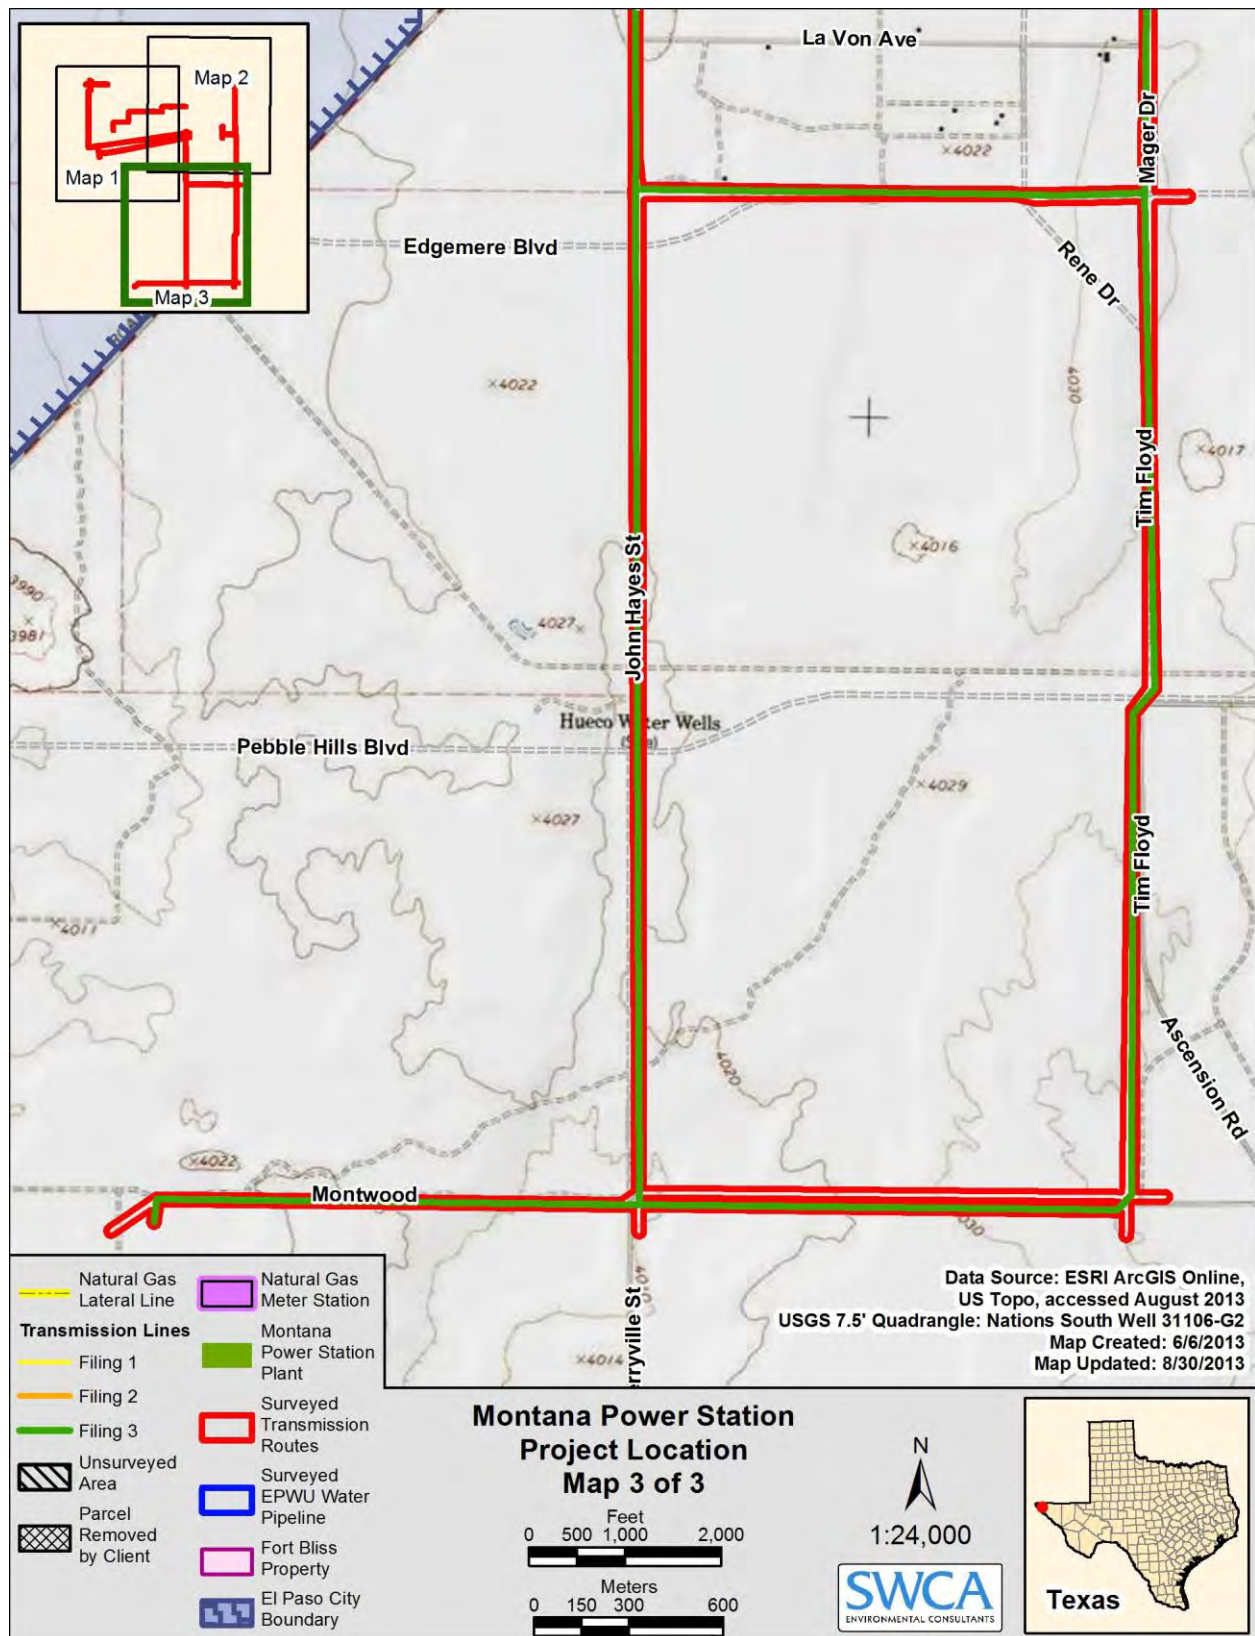 La Von Ave
Map 2
Map 1
Map 3
Mager Dr
×4022
Edgemere Blvd
Rene Dr
×4022
4030
×4017
Tim Floyd
×4016
John Hayes St
3990
3981
4027×
Hueco Water Wells
Pebble Hills Blvd
×4029
×4027
Tim Floyd
×4011
4020
Ascension Rd
×4022
Montwood
×4014
Natural Gas
Lateral Line
Transmission Lines
Filing 1
Filing 2
Filing 3
Unsurveyed
Area
Parcel
Removed
by Client
Natural Gas
Meter Station
Montana
Power Station
Plant
Surveyed
Transmission
Routes
Surveyed
EPWU Water
Pipeline
Fort Bliss
Property
El Paso City
Boundary
Data Source: ESRI ArcGIS Online,
US Topo, accessed August 2013
USGS 7.5' Quadrangle: Nations South Well 31106-G2
Map Created: 6/6/2013
Map Updated: 8/30/2013
Montana Power Station
Project Location
Map 3 of 3
Feet
0 500 1,000 2,000
Meters
0 150 300 600
N
1:24,000
SWCA
ENVIRONMENTAL CONSULTANTS
Texas